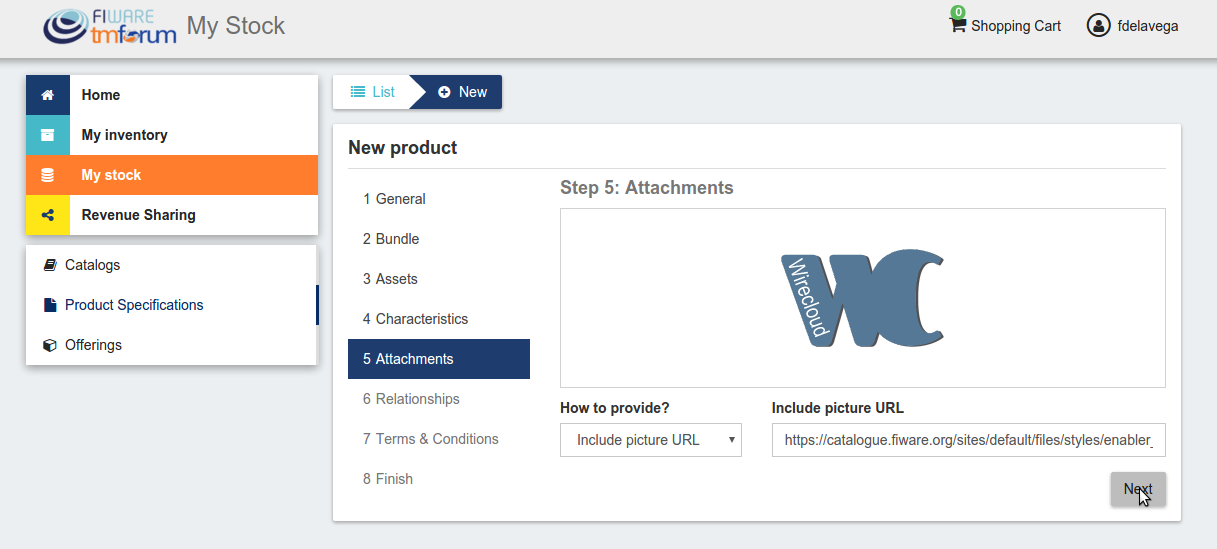 FIWARE
tmforum
My Stock
0
Shopping Cart
fdelavega
Home
My inventory
My stock
Revenue Sharing
Catalogs
Product Specifications
Offerings
List
New
New product
1 General
2 Bundle
3 Assets
4 Characteristics
5 Attachments
6 Relationships
7 Terms & Conditions
8 Finish
Step 5: Attachments
WC
Wirecloud
How to provide?
Include picture URL
Include picture URL
https://catalogue.fiware.org/sites/default/files/styles/enabler_
Next